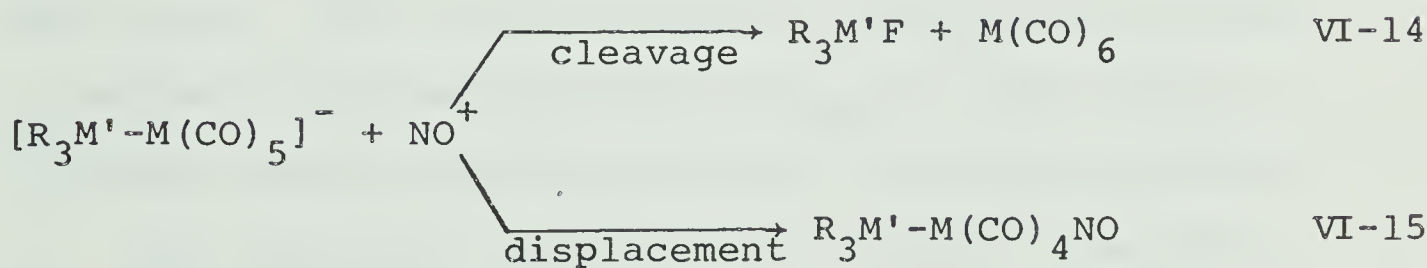 cleavage R₃M'F + M(CO)₆ VI-14
[R₃M'-M(CO)₅]⁻ + NO⁺
displacement R₃M'-M(CO)₄NO VI-15